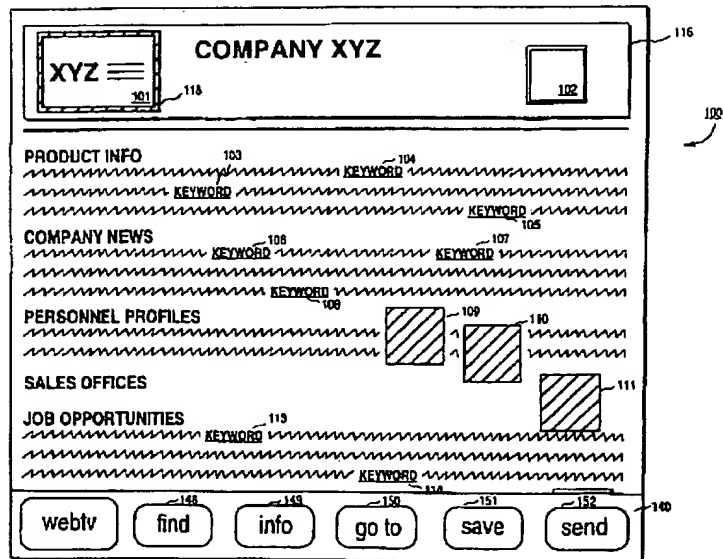 COMPANY XYZ
116
XYZ
101
118
102
100
PRODUCT INFO
103
104
KEYWORD
KEYWORD
KEYWORD
105
COMPANY NEWS
106
107
KEYWORD
KEYWORD
KEYWORD
108
PERSONNEL PROFILES
109
110
SALES OFFICES
111
JOB OPPORTUNITIES
113
KEYWORD
KEYWORD
webtv
148
find
149
info
150
go to
151
save
152
send
140